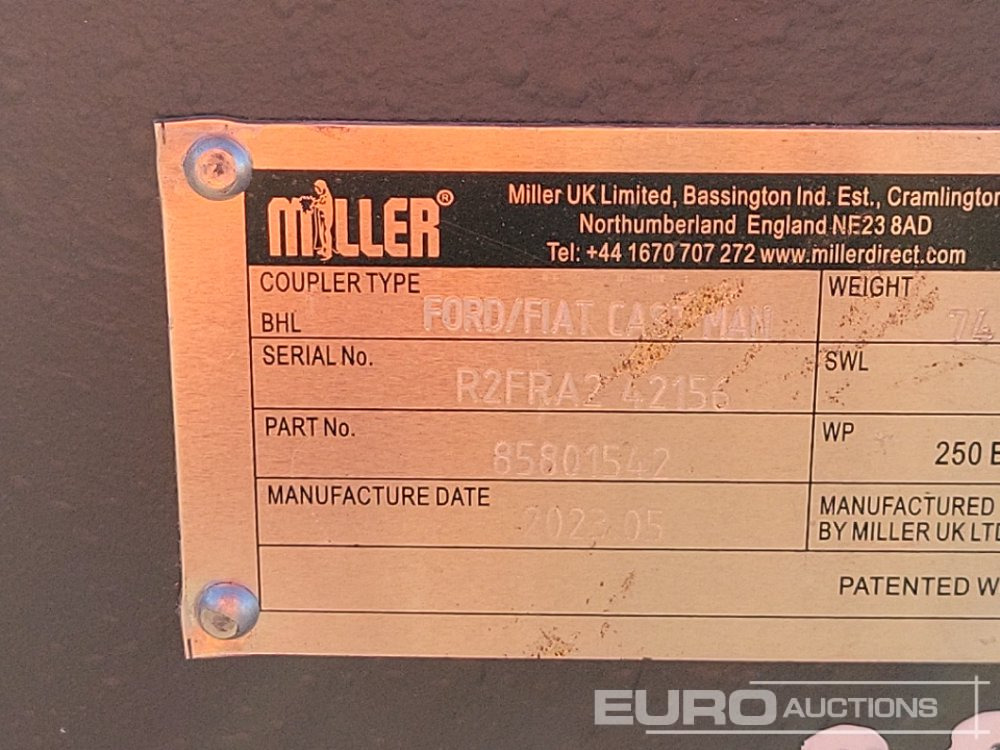 MILLER®
Miller UK Limited, Bassington Ind. Est., Cramlington
Northumberland England NE23 8AD
Tel: +44 1670 707 272 www.millerdirect.com
COUPLER TYPE
BHL FORD/FIAT CASE MAN
WEIGHT
74
SERIAL No.
R2FRA2 42156
SWL
PART No.
85801542
WP
250 B
MANUFACTURE DATE
2023.05
MANUFACTURED
BY MILLER UK LTD
PATENTED W
EURO AUCTIONS